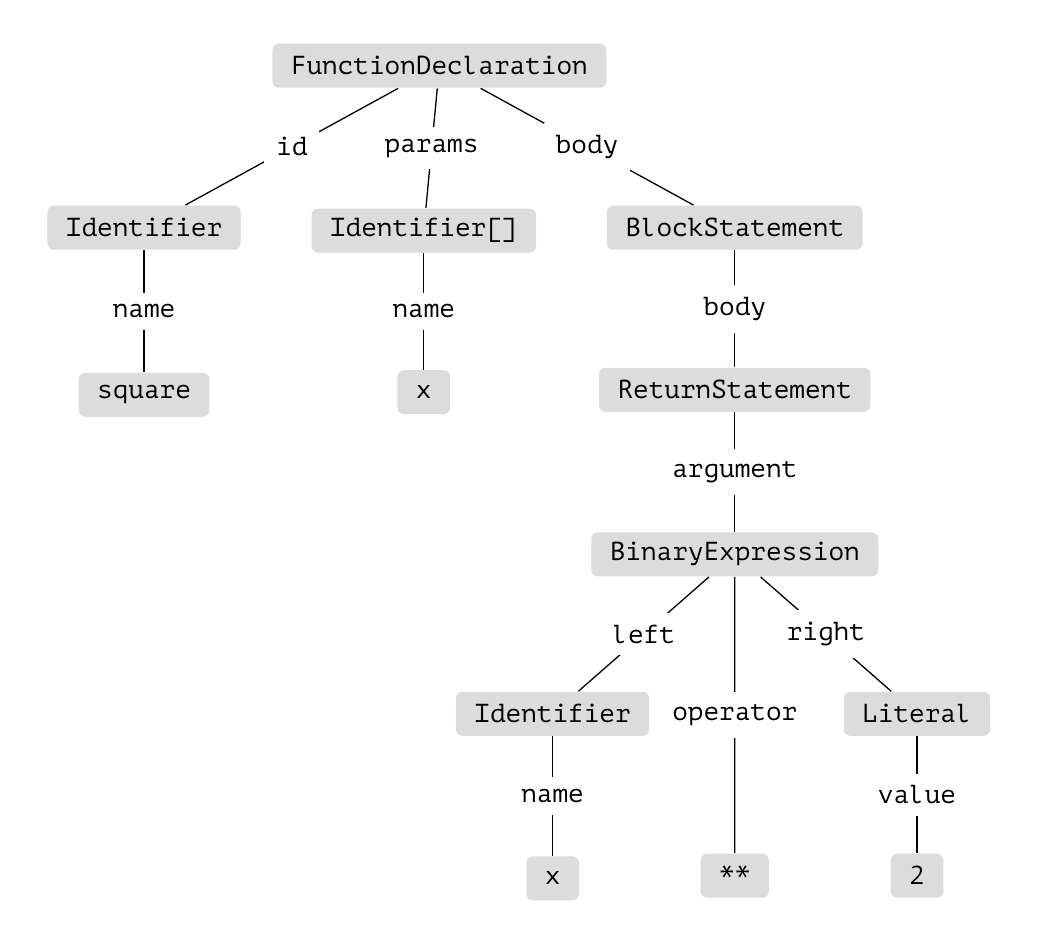 FunctionDeclaration
id
params
body
Identifier
Identifier[]
BlockStatement
name
name
body
square
x
ReturnStatement
argument
BinaryExpression
left
right
Identifier
operator
Literal
name
value
x
**
2